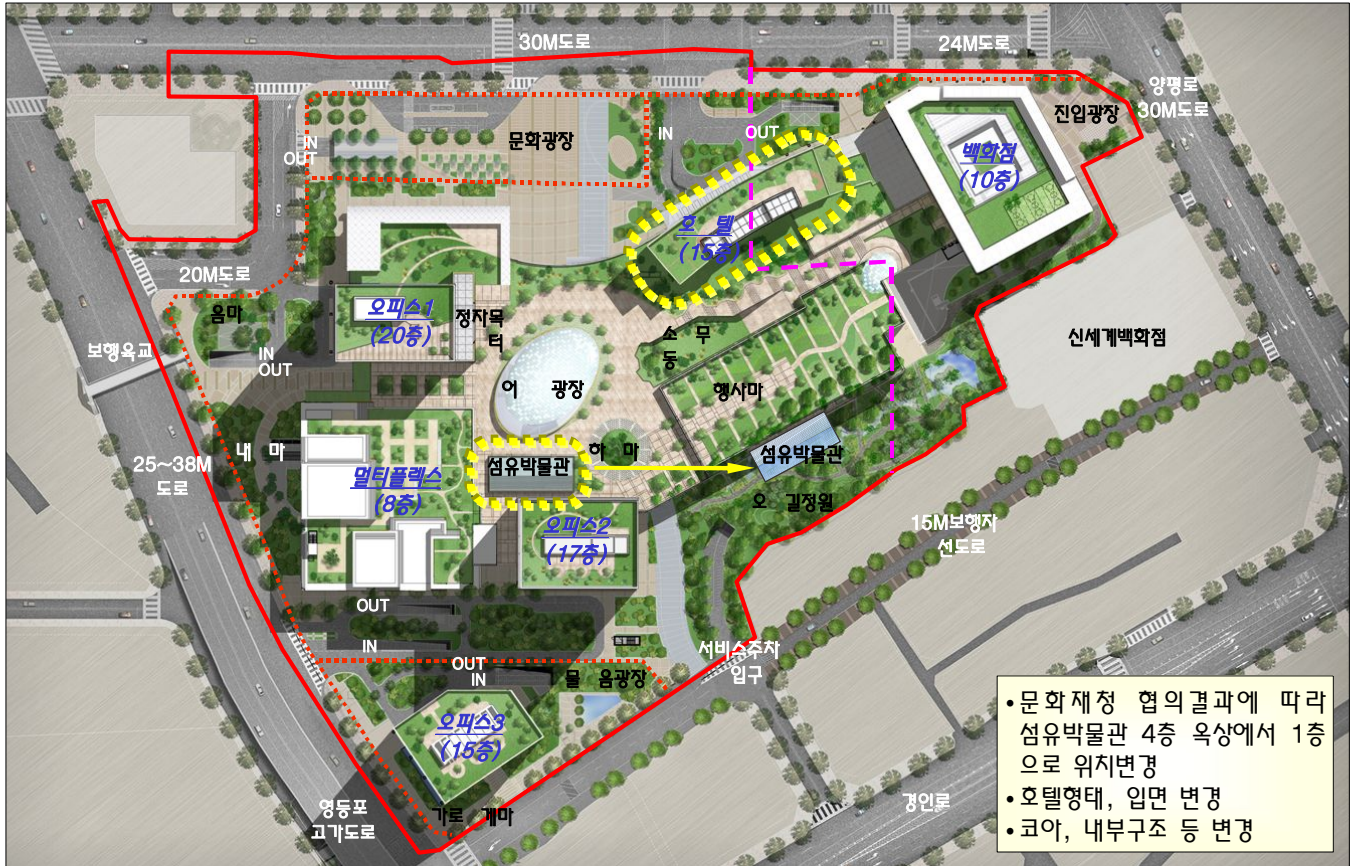 30M도로
24M도로
양평로
30M도로
진입광장
문화광장
IN
OUT
IN
OUT
백화점
(10층)
호 텔
(15층)
20M도로
음마
오피스1
(20층)
정자목
터
보행육교
IN
OUT
소 무
동
신세계백화점
어 광장
행사마
내 마
25~38M
도로
멀티플렉스
(8층)
섬유박물관
하 마
섬유박물관
오 길정원
오피스2
(17층)
15M보행자
선도로
OUT
IN
OUT
IN
물 음광장
서비스주차
입구
오피스3
(15층)
영등포
고가도로
가로 개마
경인로
•문화재청 협의결과에 따라
섬유박물관 4층 옥상에서 1층
으로 위치변경
•호텔형태, 입면 변경
•코아, 내부구조 등 변경